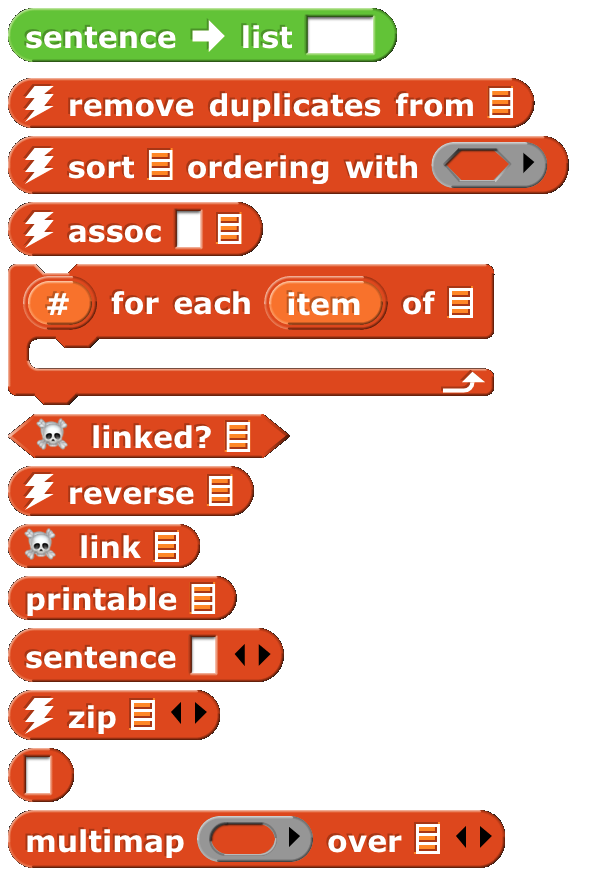 sentence → list
remove duplicates from
sort ordering with
assoc
# for each item of
linked?
reverse
link
printable
sentence
zip
multimap over